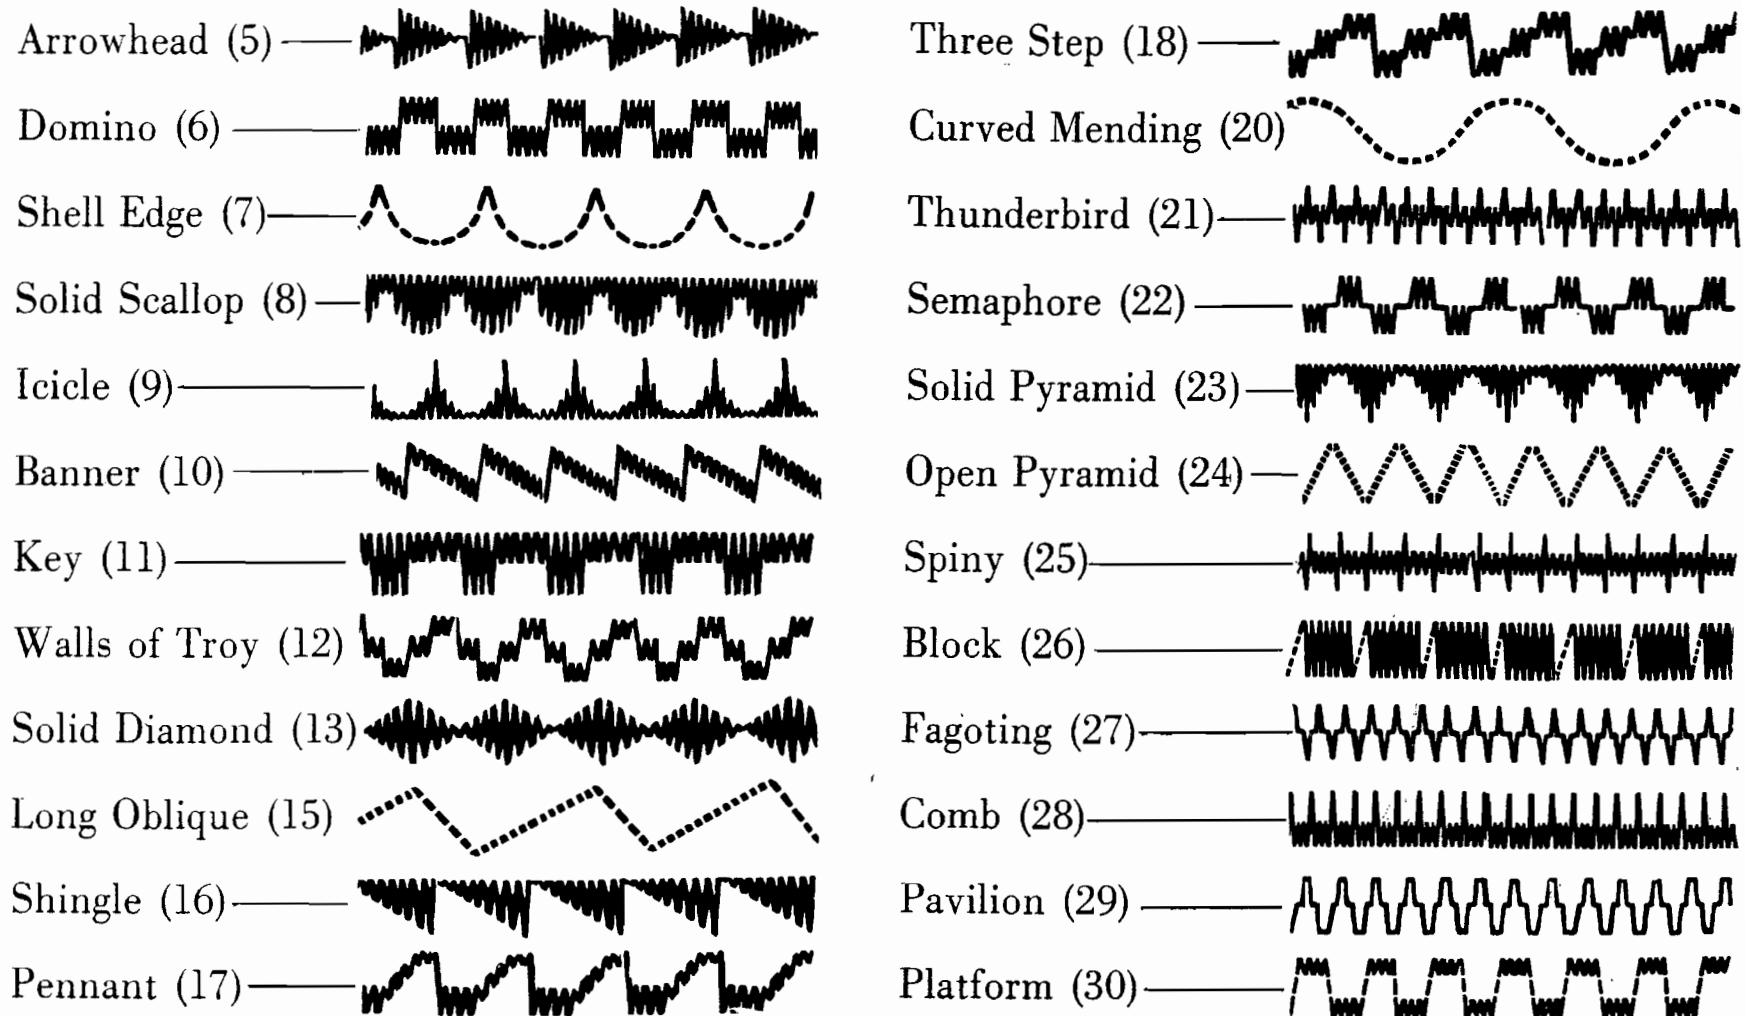 Arrowhead (5)
Domino (6)
Shell Edge (7)
Solid Scallop (8)
Icicle (9)
Banner (10)
Key (11)
Walls of Troy (12)
Solid Diamond (13)
Long Oblique (15)
Shingle (16)
Pennant (17)
Three Step (18)
Curved Mending (20)
Thunderbird (21)
Semaphore (22)
Solid Pyramid (23)
Open Pyramid (24)
Spiny (25)
Block (26)
Fagoting (27)
Comb (28)
Pavilion (29)
Platform (30)